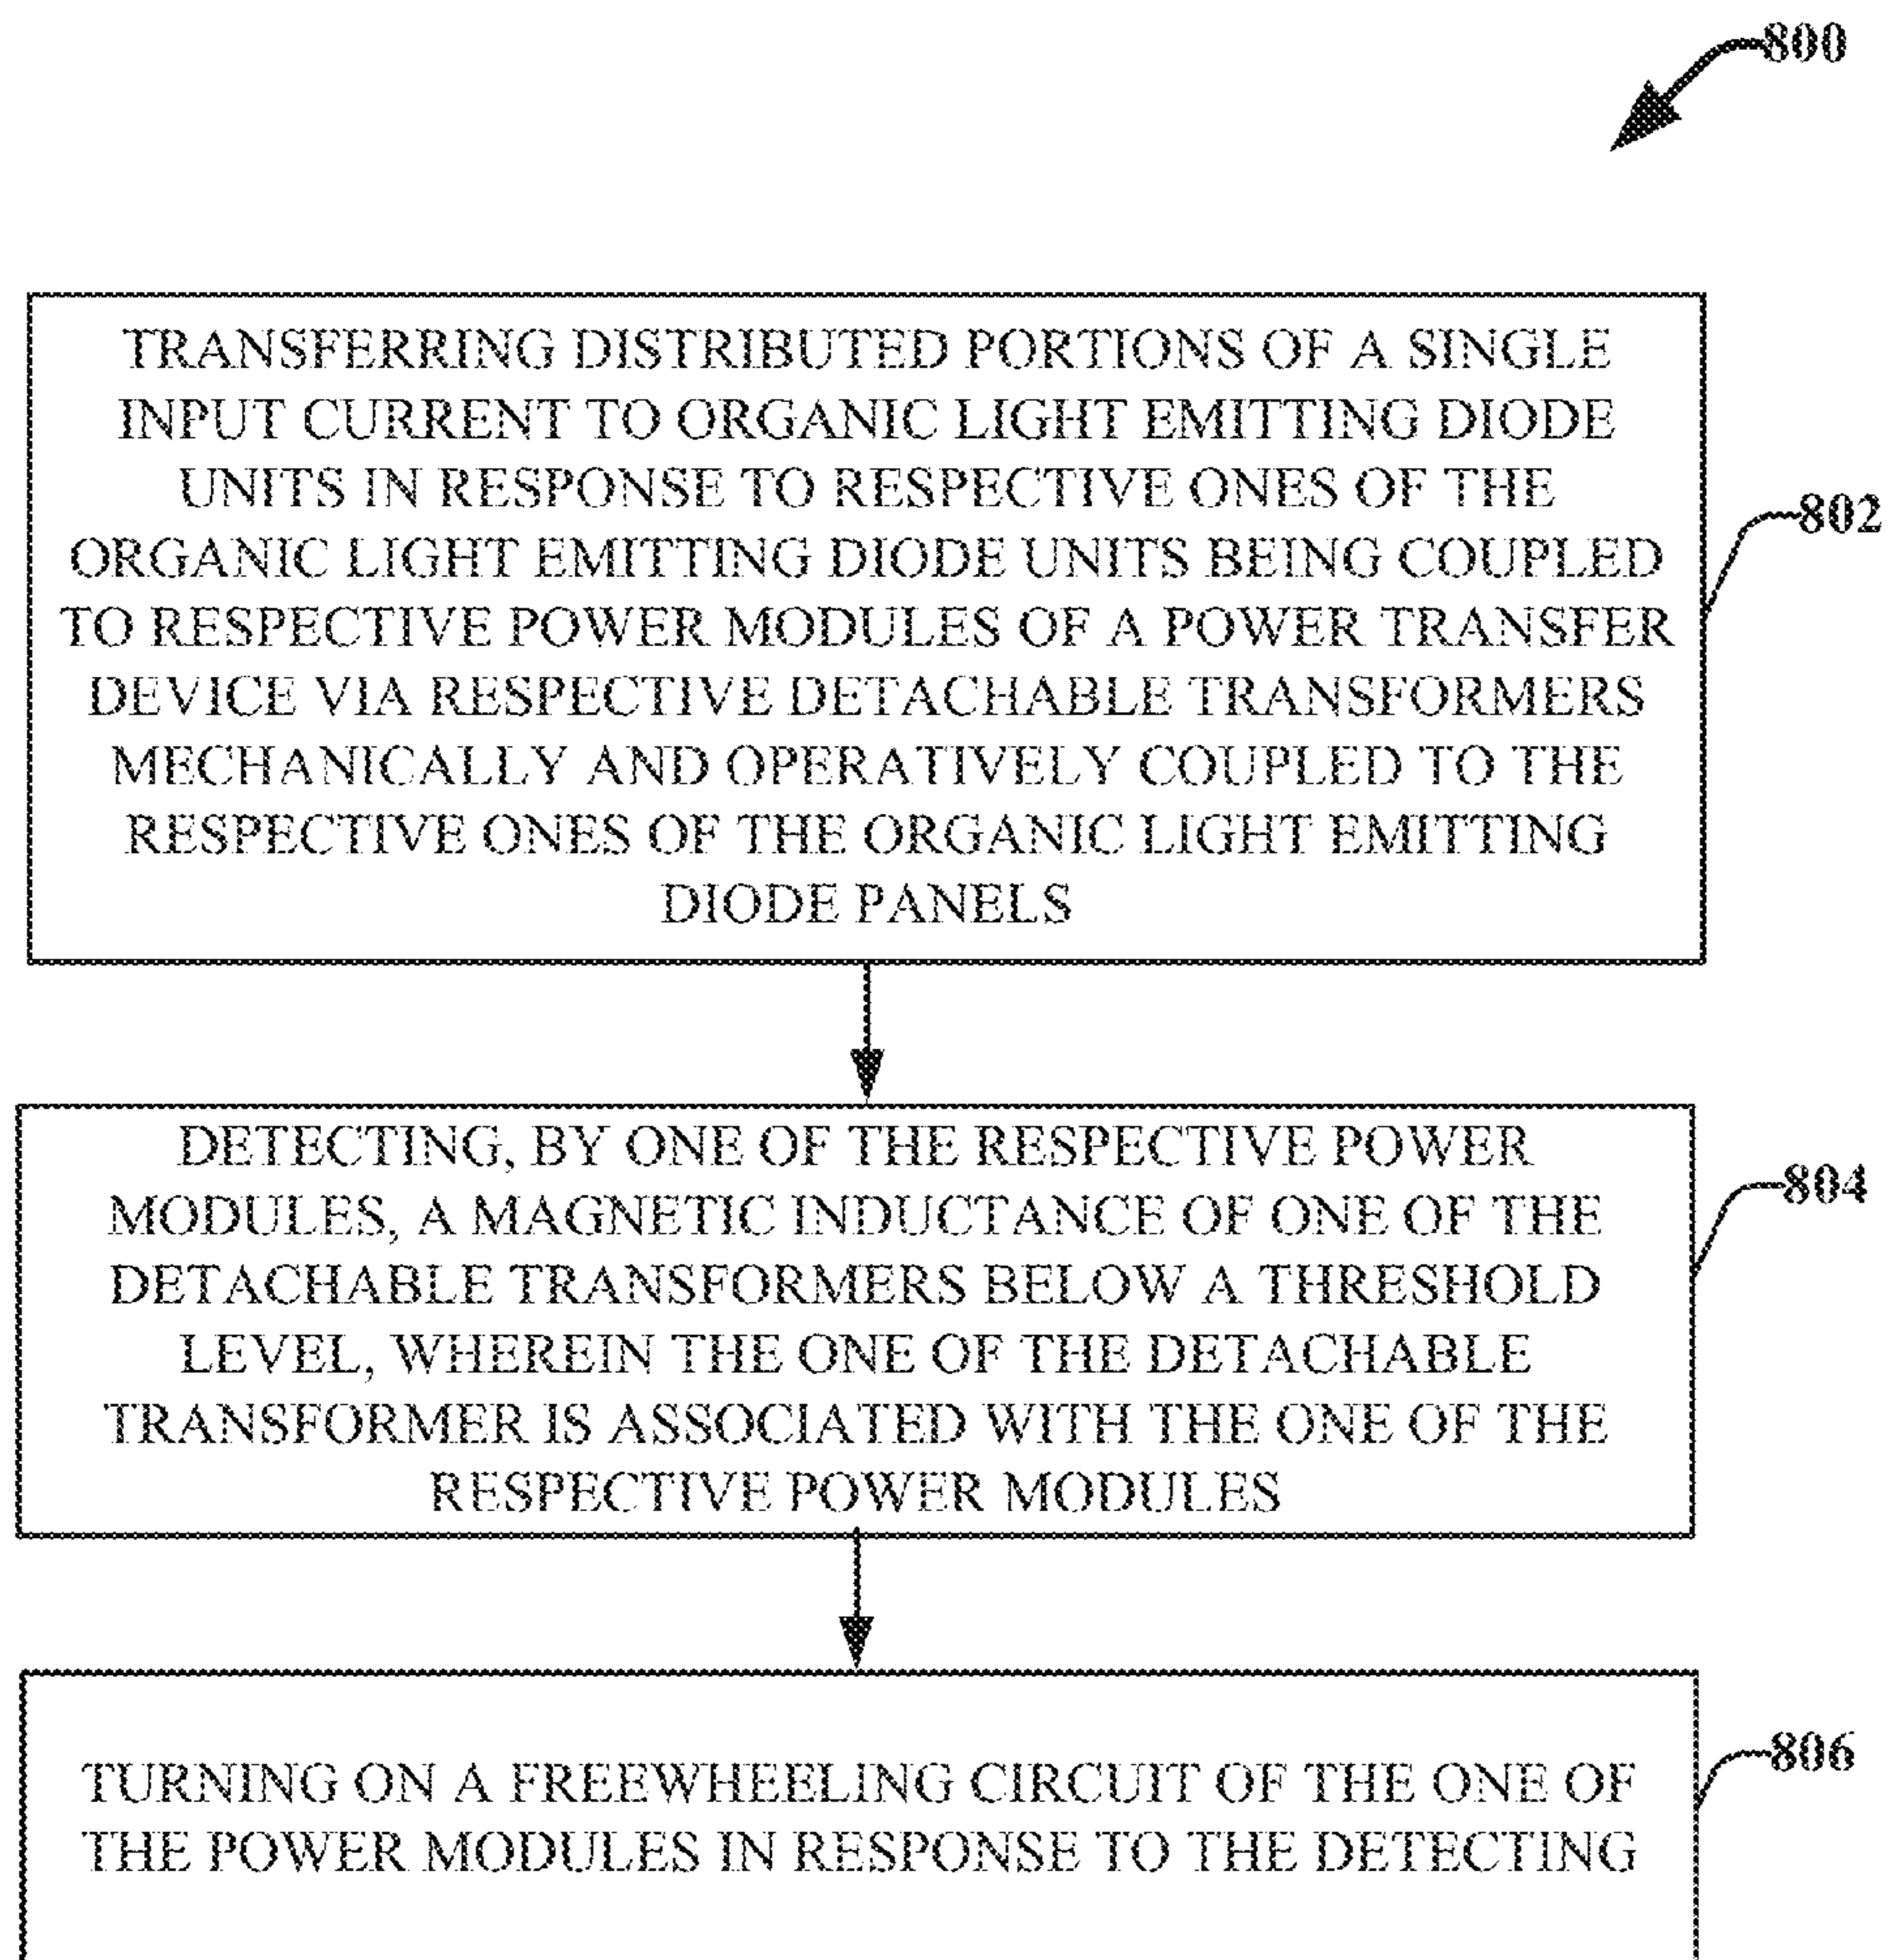 800
TRANSFERRING DISTRIBUTED PORTIONS OF A SINGLE
INPUT CURRENT TO ORGANIC LIGHT EMITTING DIODE
UNITS IN RESPONSE TO RESPECTIVE ONES OF THE
ORGANIC LIGHT EMITTING DIODE UNITS BEING COUPLED
TO RESPECTIVE POWER MODULES OF A POWER TRANSFER
DEVICE VIA RESPECTIVE DETACHABLE TRANSFORMERS
MECHANICALLY AND OPERATIVELY COUPLED TO THE
RESPECTIVE ONES OF THE ORGANIC LIGHT EMITTING
DIODE PANELS
802
DETECTING, BY ONE OF THE RESPECTIVE POWER
MODULES, A MAGNETIC INDUCTANCE OF ONE OF THE
DETACHABLE TRANSFORMERS BELOW A THRESHOLD
LEVEL, WHEREIN THE ONE OF THE DETACHABLE
TRANSFORMER IS ASSOCIATED WITH THE ONE OF THE
RESPECTIVE POWER MODULES
804
TURNING ON A FREEWHEELING CIRCUIT OF THE ONE OF
THE POWER MODULES IN RESPONSE TO THE DETECTING
806